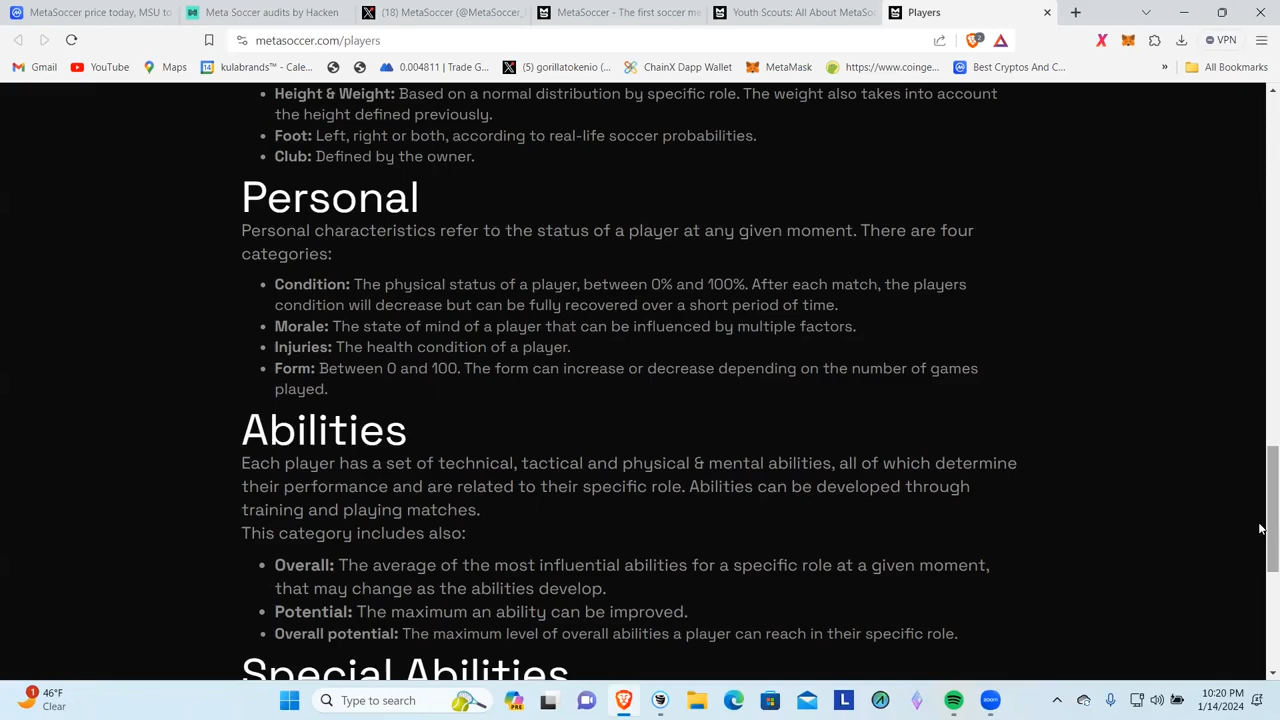 MetaSoccer price today, MSU to
Meta Soccer audits by Hacken
(18) MetaSoccer (@MetaSoccer_
MetaSoccer - The first soccer me
Youth Scouts: All About MetaSo
Players
metasoccer.com/players
2
VPN
Gmail
YouTube
Maps
kulabrands™ - Cale...
0.004811 | Trade G...
(5) gorillatokenio (...
ChainX Dapp Wallet
MetaMask
https://www.coinge...
Best Cryptos And C...
»
All Bookmarks
• Height & Weight: Based on a normal distribution by specific role. The weight also takes into account
the height defined previously.
• Foot: Left, right or both, according to real-life soccer probabilities.
• Club: Defined by the owner.
Personal
Personal characteristics refer to the status of a player at any given moment. There are four
categories:
• Condition: The physical status of a player, between 0% and 100%. After each match, the players
condition will decrease but can be fully recovered over a short period of time.
• Morale: The state of mind of a player that can be influenced by multiple factors.
• Injuries: The health condition of a player.
• Form: Between 0 and 100. The form can increase or decrease depending on the number of games
played.
Abilities
Each player has a set of technical, tactical and physical & mental abilities, all of which determine
their performance and are related to their specific role. Abilities can be developed through
training and playing matches.
This category includes also:
• Overall: The average of the most influential abilities for a specific role at a given moment,
that may change as the abilities develop.
• Potential: The maximum an ability can be improved.
• Overall potential: The maximum level of overall abilities a player can reach in their specific role.
Special Abilities
1
46°F
Clear
Type to search
PRE
L
zoom
10:20 PM
1/14/2024